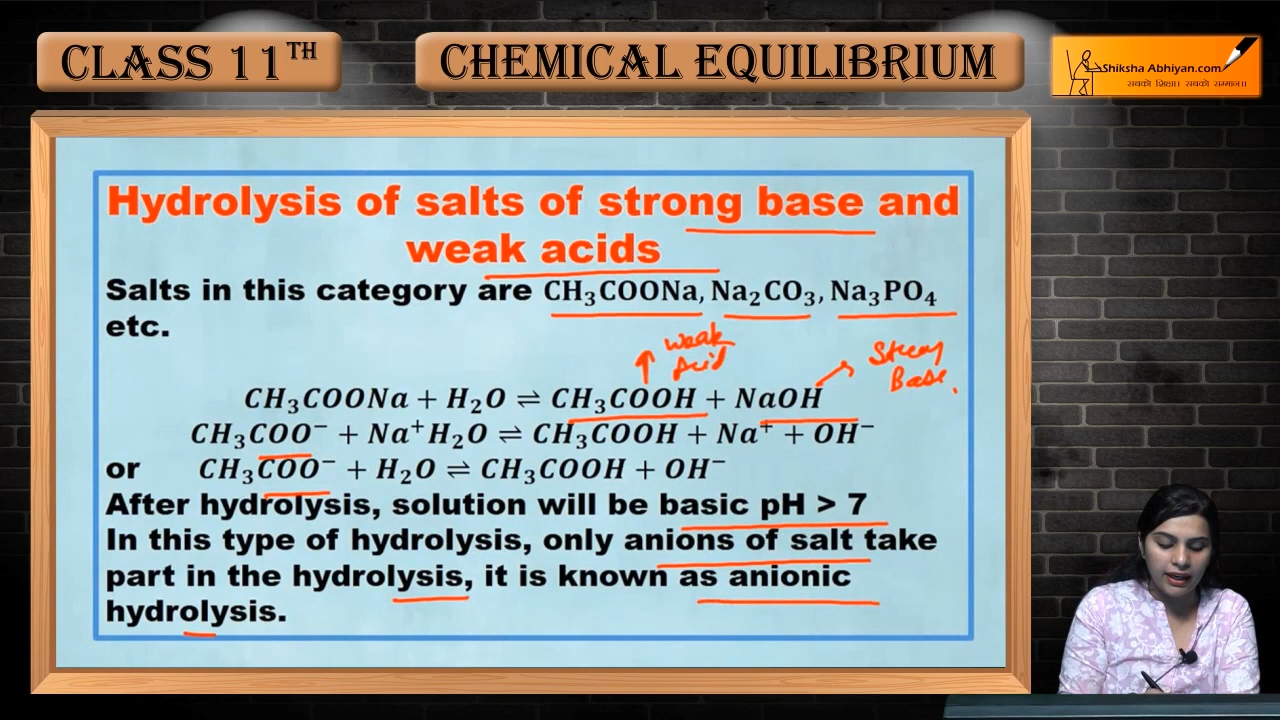 CLASS 11TH
CHEMICAL EQUILIBRIUM
Shiksha Abhiyan.com
सबको शिक्षा। सबको सम्मान।।
Hydrolysis of salts of strong base and
weak acids
Salts in this category are CH₃COONa, Na₂CO₃, Na₃PO₄
etc.
weak
Acid
Strong
Base.
CH₃COONa + H₂O ⇌ CH₃COOH + NaOH
CH₃COO⁻ + Na⁺H₂O ⇌ CH₃COOH + Na⁺ + OH⁻
or CH₃COO⁻ + H₂O ⇌ CH₃COOH + OH⁻
After hydrolysis, solution will be basic pH > 7
In this type of hydrolysis, only anions of salt take
part in the hydrolysis, it is known as anionic
hydrolysis.